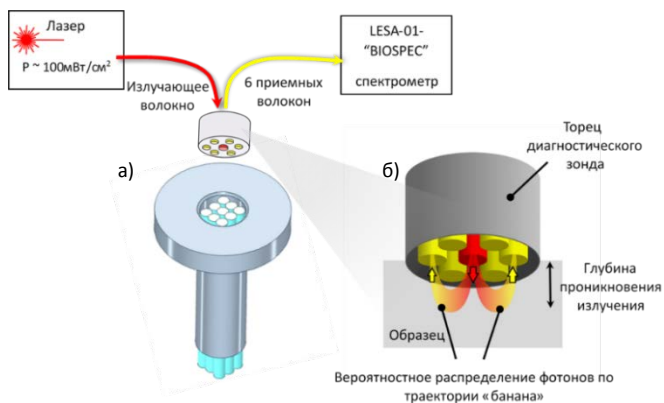 Лазер
P ~ 100мВт/см²
LESA-01-
“BIOSPEC”
спектрометр
Излучающее
волокно
6 приемных
волокон
а)
б)
Торец
диагностического
зонда
Глубина
проникновения
излучения
Образец
Вероятностное распределение фотонов по
траектории «банана»